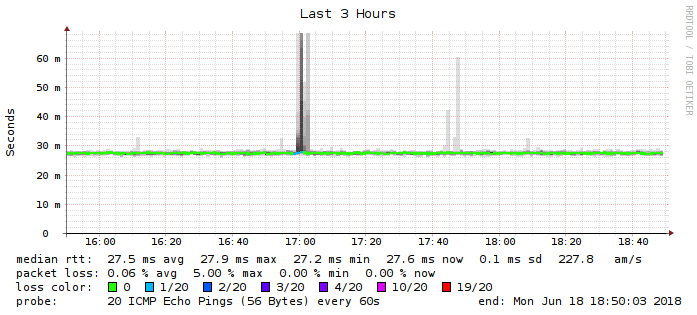 Last 3 Hours
RRDTOOL / TOBI OETIKER
Seconds
60 m
50 m
40 m
30 m
20 m
10 m
0
16:00 16:20 16:40 17:00 17:20 17:40 18:00 18:20 18:40
median rtt: 27.5 ms avg 27.9 ms max 27.2 ms min 27.6 ms now 0.1 ms sd 227.8 am/s
packet loss: 0.06 % avg 5.00 % max 0.00 % min 0.00 % now
loss color: 0 1/20 2/20 3/20 4/20 10/20 19/20
probe: 20 ICMP Echo Pings (56 Bytes) every 60s end: Mon Jun 18 18:50:03 2018